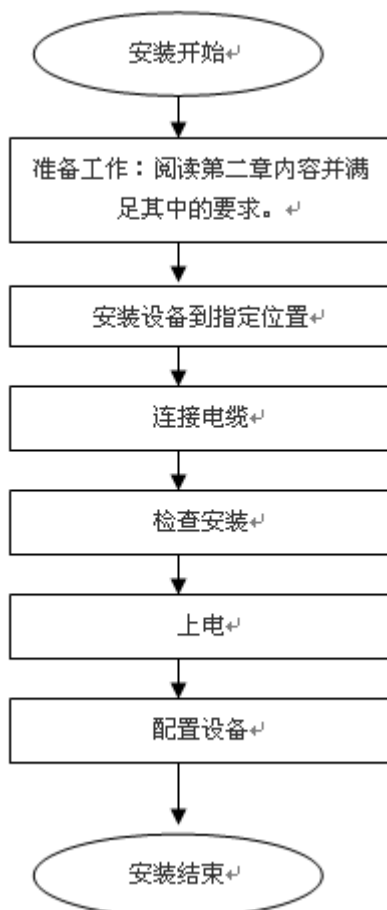 安装开始↵
准备工作：阅读第二章内容并满
足其中的要求。↵
安装设备到指定位置↵
连接电缆↵
检查安装↵
上电↵
配置设备↵
安装结束↵